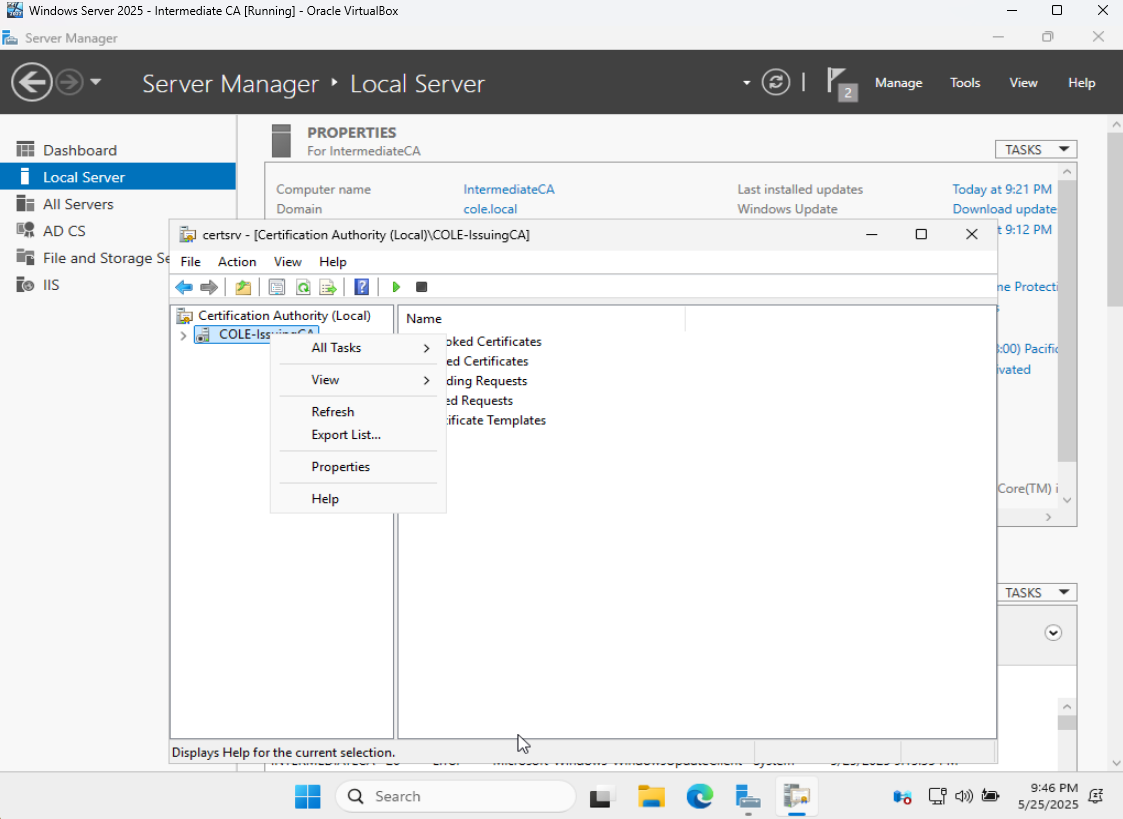 Windows Server 2025 - Intermediate CA [Running] - Oracle VirtualBox
Server Manager
Server Manager ‣ Local Server
2
Manage Tools View Help
Dashboard
Local Server
All Servers
AD CS
File and Storage Se
IIS
PROPERTIES
For IntermediateCA
TASKS
Computer name IntermediateCA Last installed updates Today at 9:21 PM
Domain cole.local Windows Update Download update
t 9:12 PM
certsrv - [Certification Authority (Local)\COLE-IssuingCA]
File Action View Help
Certification Authority (Local)
COLE-IssuingCA
Name
oked Certificates
ed Certificates
ding Requests
ed Requests
ificate Templates
All Tasks
View
Refresh
Export List...
Properties
Help
me Protecti
:00) Pacific
vated
Core(TM) i
TASKS
Displays Help for the current selection.
Search
9:46 PM
5/25/2025